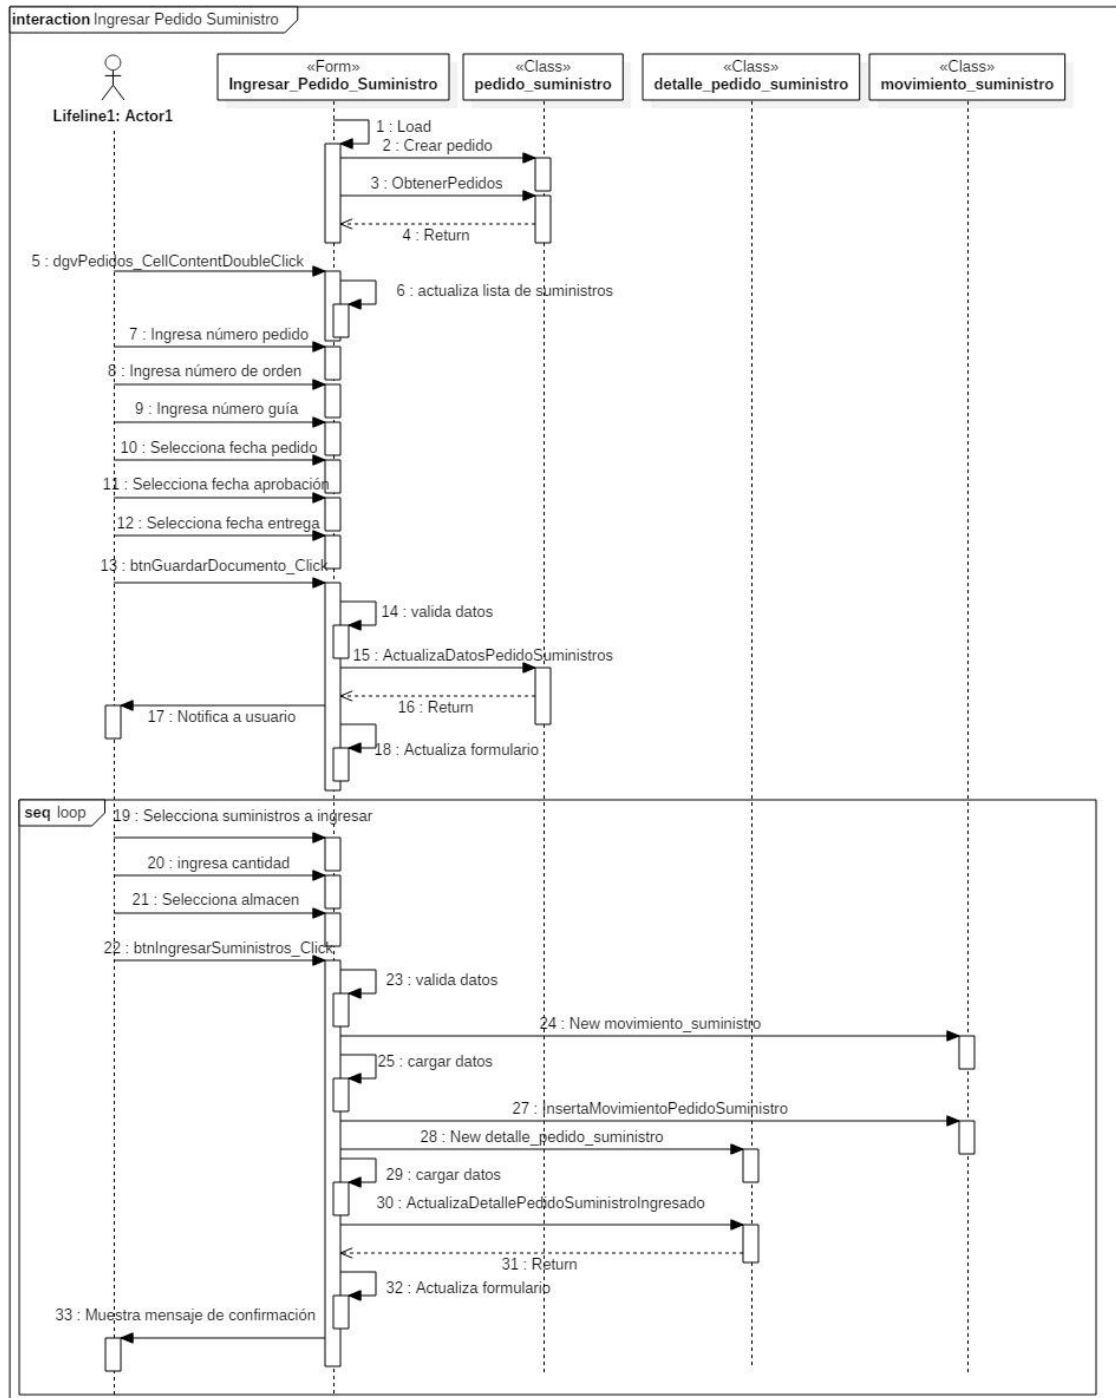 interaction Ingresar Pedido Suministro
«Form»
Ingresar_Pedido_Suministro
«Class»
pedido_suministro
«Class»
detalle_pedido_suministro
«Class»
movimiento_suministro
Lifeline1: Actor1
1 : Load
2 : Crear pedido
3 : ObtenerPedidos
4 : Return
5 : dgvPedidos_CellContentDoubleClick
6 : actualiza lista de suministros
7 : Ingresa número pedido
8 : Ingresa número de orden
9 : Ingresa número guía
10 : Selecciona fecha pedido
11 : Selecciona fecha aprobación
12 : Selecciona fecha entrega
13 : btnGuardarDocumento_Click
14 : valida datos
15 : ActualizaDatosPedidoSuministros
16 : Return
17 : Notifica a usuario
18 : Actualiza formulario
seq loop
19 : Selecciona suministros a ingresar
20 : ingresa cantidad
21 : Selecciona almacen
22 : btnIngresarSuministros_Click
23 : valida datos
24 : New movimiento_suministro
25 : cargar datos
27 : InsertaMovimientoPedidoSuministro
28 : New detalle_pedido_suministro
29 : cargar datos
30 : ActualizaDetallePedidoSuministroIngresado
31 : Return
32 : Actualiza formulario
33 : Muestra mensaje de confirmación